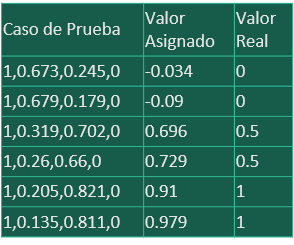 Caso de Prueba Valor Asignado Valor Real
1,0.673,0.245,0 -0.034 0
1,0.679,0.179,0 -0.09 0
1,0.319,0.702,0 0.696 0.5
1,0.26,0.66,0 0.729 0.5
1,0.205,0.821,0 0.91 1
1,0.135,0.811,0 0.979 1